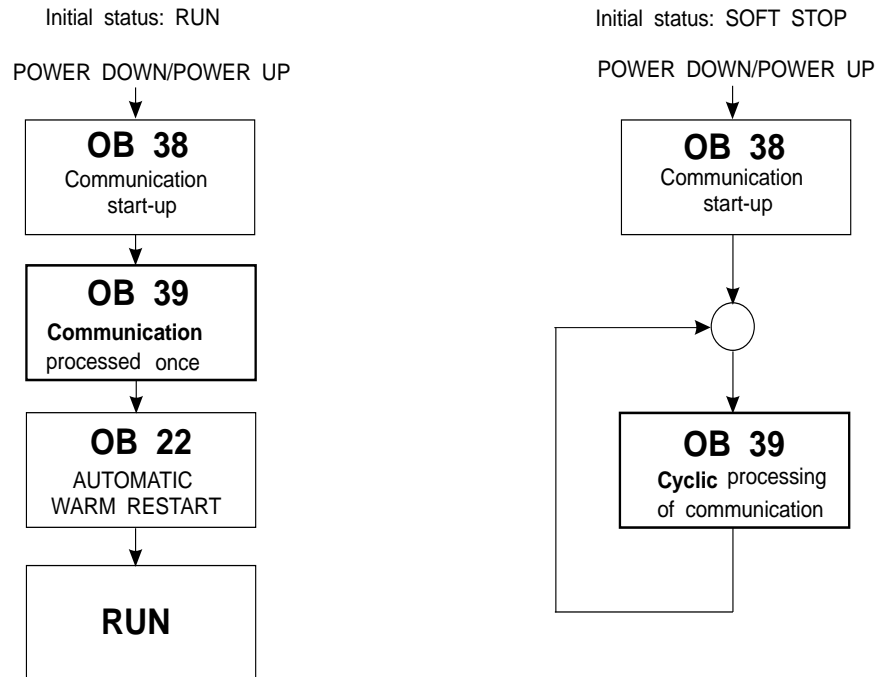 Initial status: RUN
POWER DOWN/POWER UP
OB 38
Communication
start-up
OB 39
Communication
processed once
OB 22
AUTOMATIC
WARM RESTART
RUN
Initial status: SOFT STOP
POWER DOWN/POWER UP
OB 38
Communication
start-up
OB 39
Cyclic processing
of communication